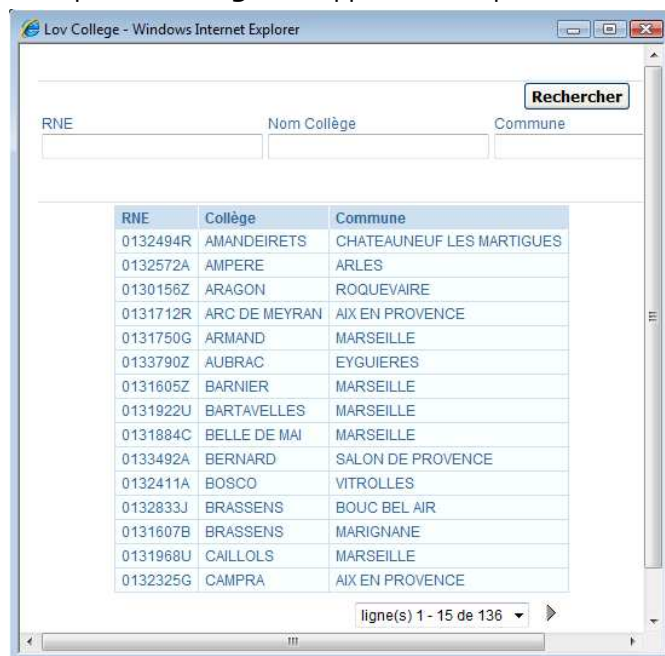 Lov College - Windows Internet Explorer
Rechercher
RNE Nom Collège Commune
RNE Collège Commune
0132494R AMANDEIRETS CHATEAUNEUF LES MARTIGUES
0132572A AMPERE ARLES
0130156Z ARAGON ROQUEVAIRE
0131712R ARC DE MEYRAN AIX EN PROVENCE
0131750G ARMAND MARSEILLE
0133790Z AUBRAC EYGUIERES
0131605Z BARNIER MARSEILLE
0131922U BARTAVELLES MARSEILLE
0131884C BELLE DE MAI MARSEILLE
0133492A BERNARD SALON DE PROVENCE
0132411A BOSCO VITROLLES
0132833J BRASSENS BOUC BEL AIR
0131607B BRASSENS MARIGNANE
0131968U CAILLOLS MARSEILLE
0132325G CAMPRA AIX EN PROVENCE
ligne(s) 1 - 15 de 136